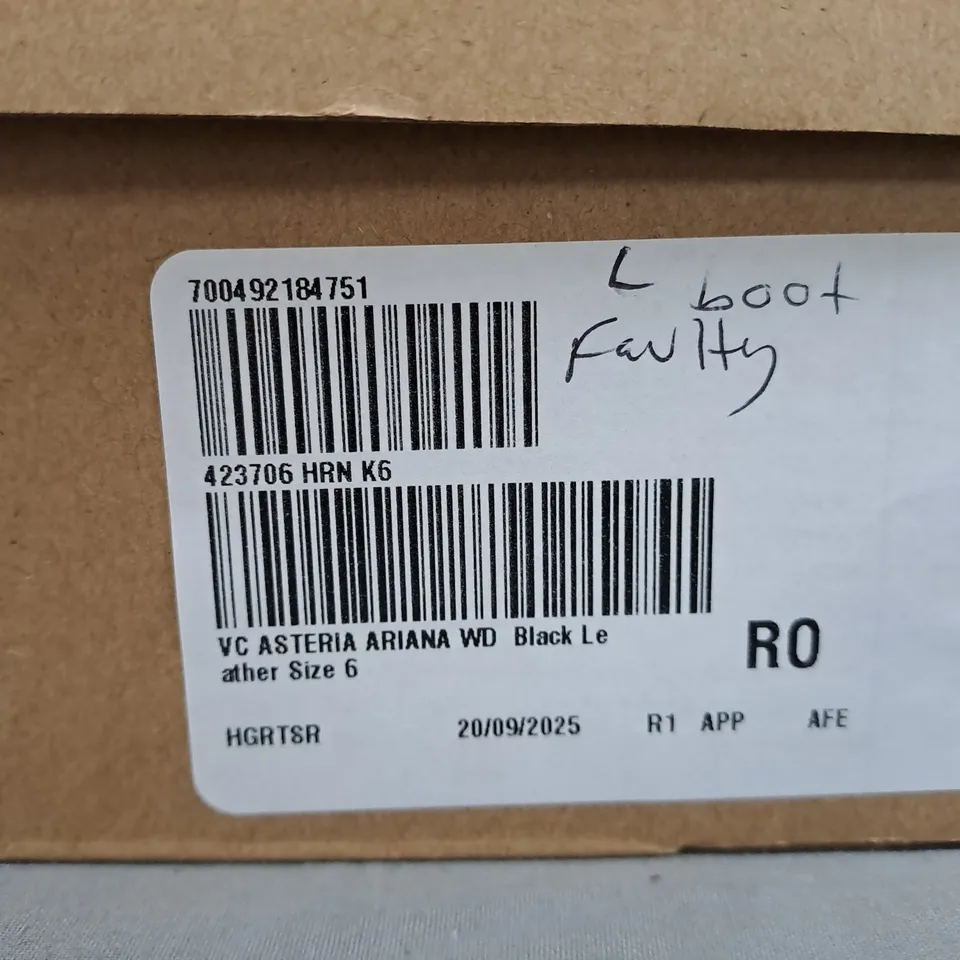 700492184751
L boot
Faulty
423706 HRN K6
VC ASTERIA ARIANA WD Black Le
ather Size 6
R0
HGRTSR 20/09/2025 R1 APP AFE